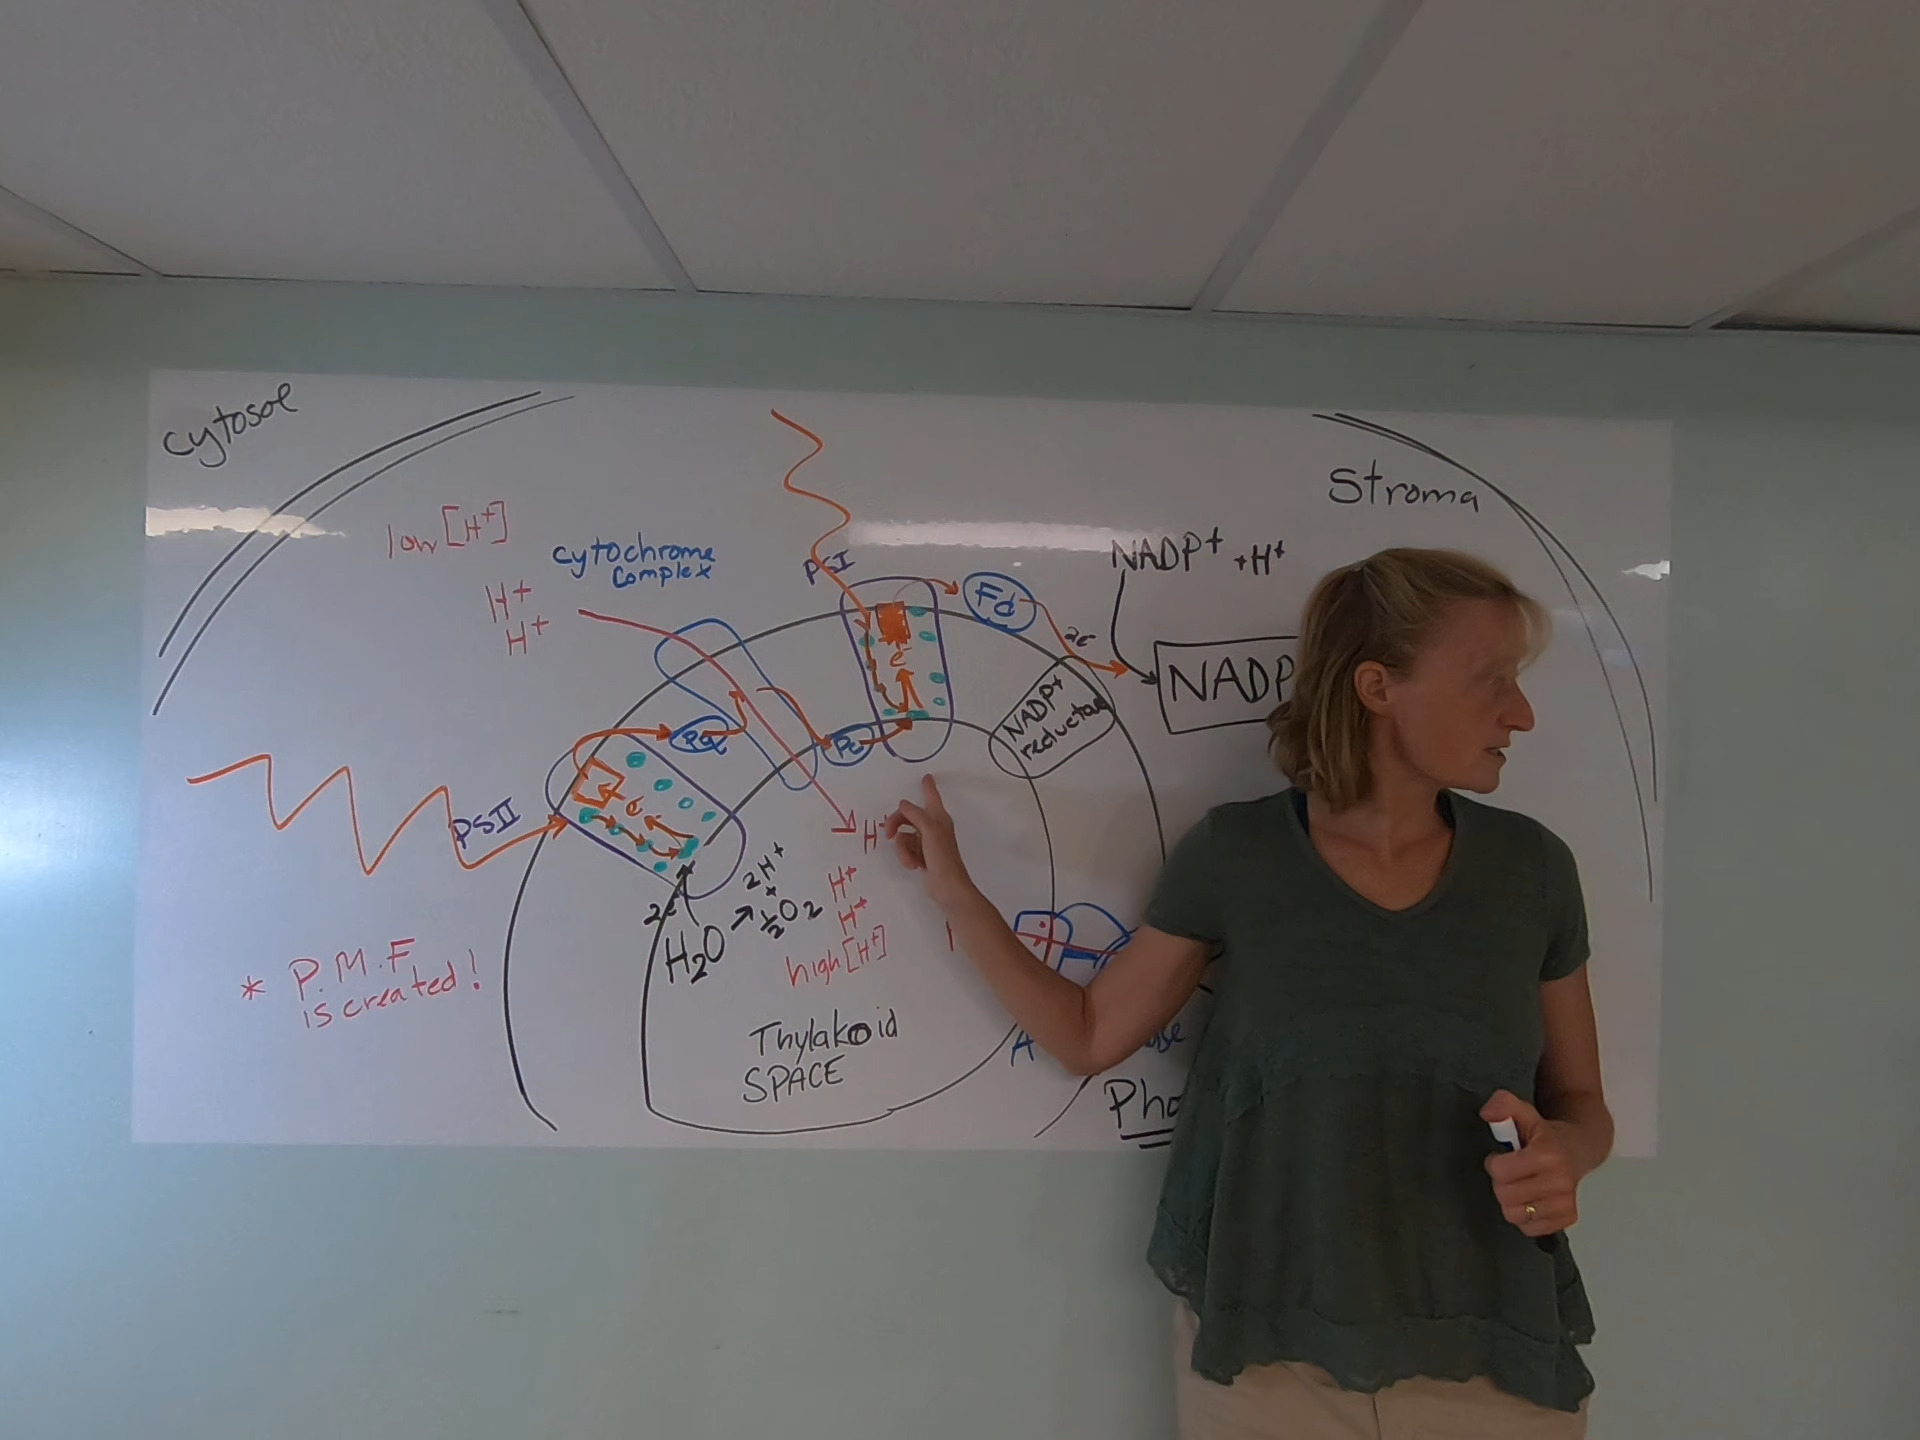 Cytosol
Stroma
low [H+]
H+
H+
cytochrome
complex
PSI
Fd
NADP+ +H+
2e-
NADP
NADP+
reductase
e-
Pq
Pc
PSII
e-
H+
2H+
+
½O2
2e-
H2O
H+
H+
high [H+]
* P.M.F
is created!
Thylakoid
SPACE